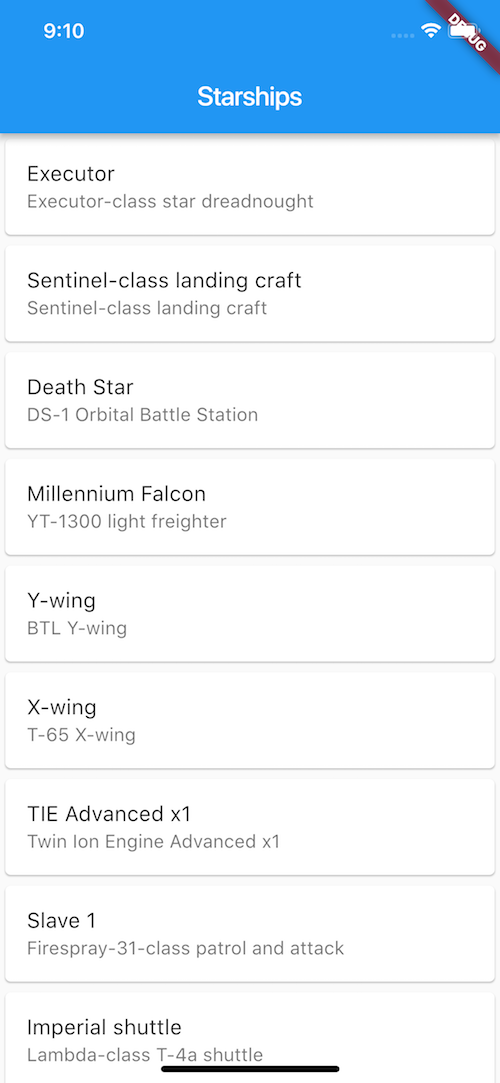 9:10
DEBUG
Starships
Executor
Executor-class star dreadnought
Sentinel-class landing craft
Sentinel-class landing craft
Death Star
DS-1 Orbital Battle Station
Millennium Falcon
YT-1300 light freighter
Y-wing
BTL Y-wing
X-wing
T-65 X-wing
TIE Advanced x1
Twin Ion Engine Advanced x1
Slave 1
Firespray-31-class patrol and attack
Imperial shuttle
Lambda-class T-4a shuttle